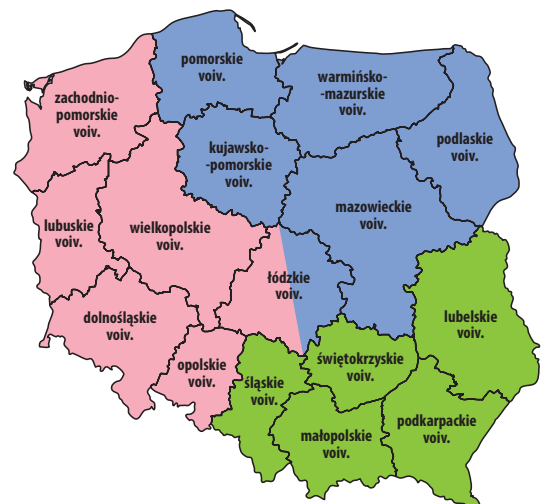 pomorskie
voiv.
warmińsko-
-mazurskie
voiv.
zachodnio-
pomorskie
voiv.
podlaskie
voiv.
kujawsko-
-pomorskie
voiv.
mazowieckie
voiv.
lubuskie
voiv.
wielkopolskie
voiv.
łódzkie
voiv.
dolnośląskie
voiv.
lubelskie
voiv.
opolskie
voiv.
śląskie
voiv.
świętokrzyskie
voiv.
małopolskie
voiv.
podkarpackie
voiv.